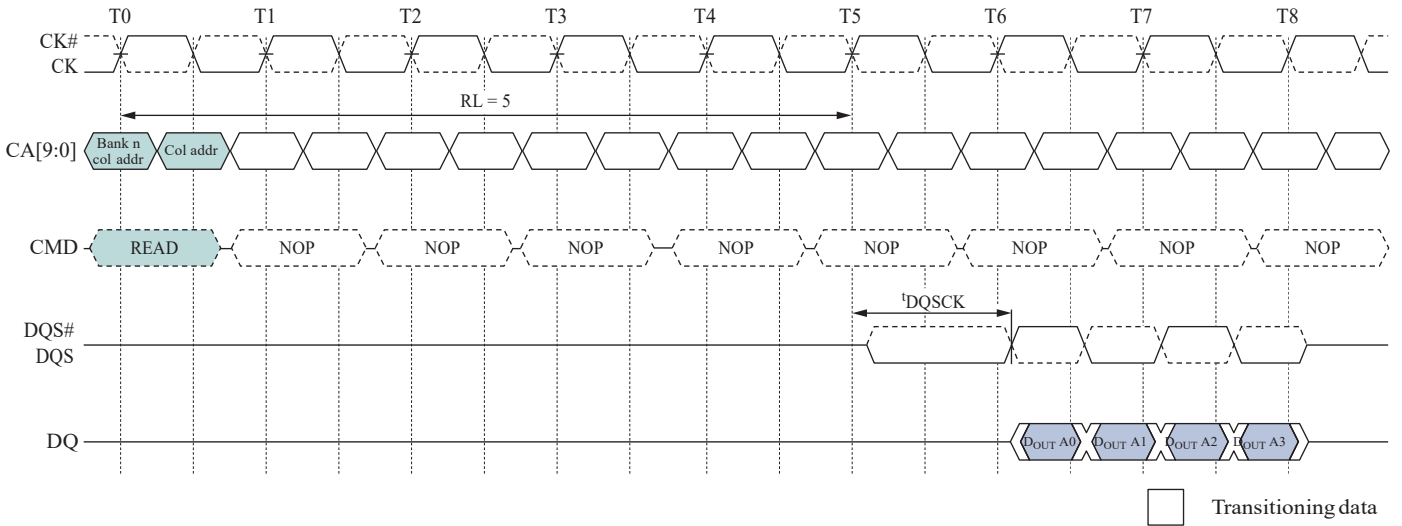 T0 T1 T2 T3 T4 T5 T6 T7 T8
CK#
CK
RL = 5
CA[9:0]
Bank n
col addr
Col addr
CMD
READ NOP NOP NOP NOP NOP NOP NOP NOP
tDQSCK
DQS#
DQS
DQ
DOUT A0 DOUT A1 DOUT A2 DOUT A3
Transitioning data